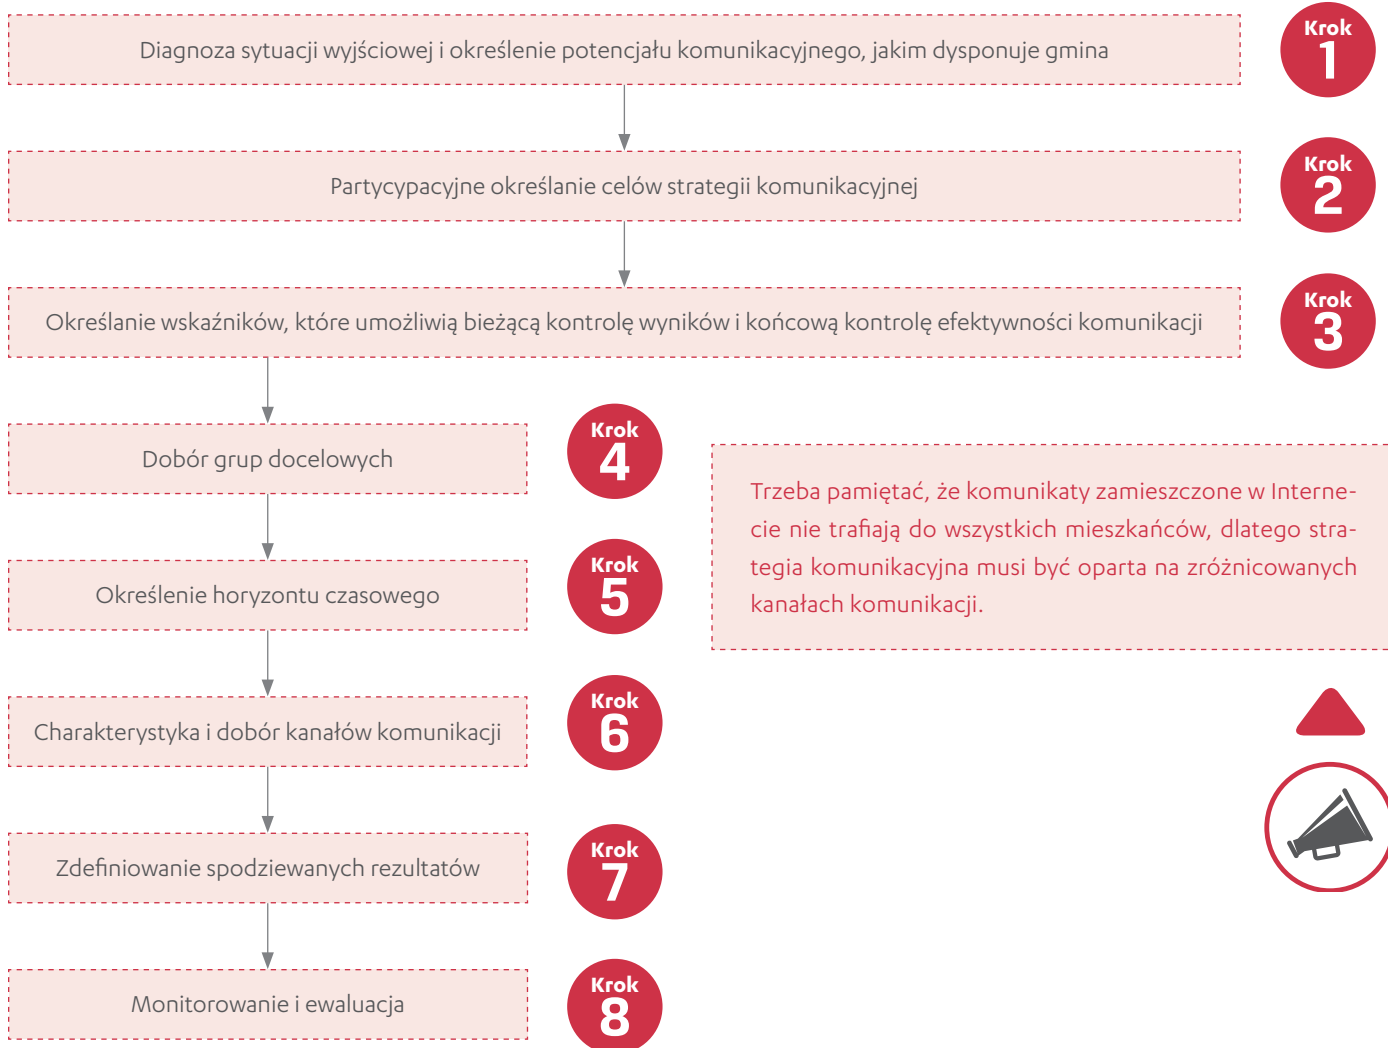 Diagnoza sytuacji wyjściowej i określenie potencjału komunikacyjnego, jakim dysponuje gmina
Krok
1
Partycypacyjne określanie celów strategii komunikacyjnej
Krok
2
Określanie wskaźników, które umożliwią bieżącą kontrolę wyników i końcową kontrolę efektywności komunikacji
Krok
3
Dobór grup docelowych
Krok
4
Określenie horyzontu czasowego
Krok
5
Charakterystyka i dobór kanałów komunikacji
Krok
6
Zdefiniowanie spodziewanych rezultatów
Krok
7
Monitorowanie i ewaluacja
Krok
8
Trzeba pamiętać, że komunikaty zamieszczone w Interne-
cie nie trafiają do wszystkich mieszkańców, dlatego stra-
tegia komunikacyjna musi być oparta na zróżnicowanych
kanałach komunikacji.